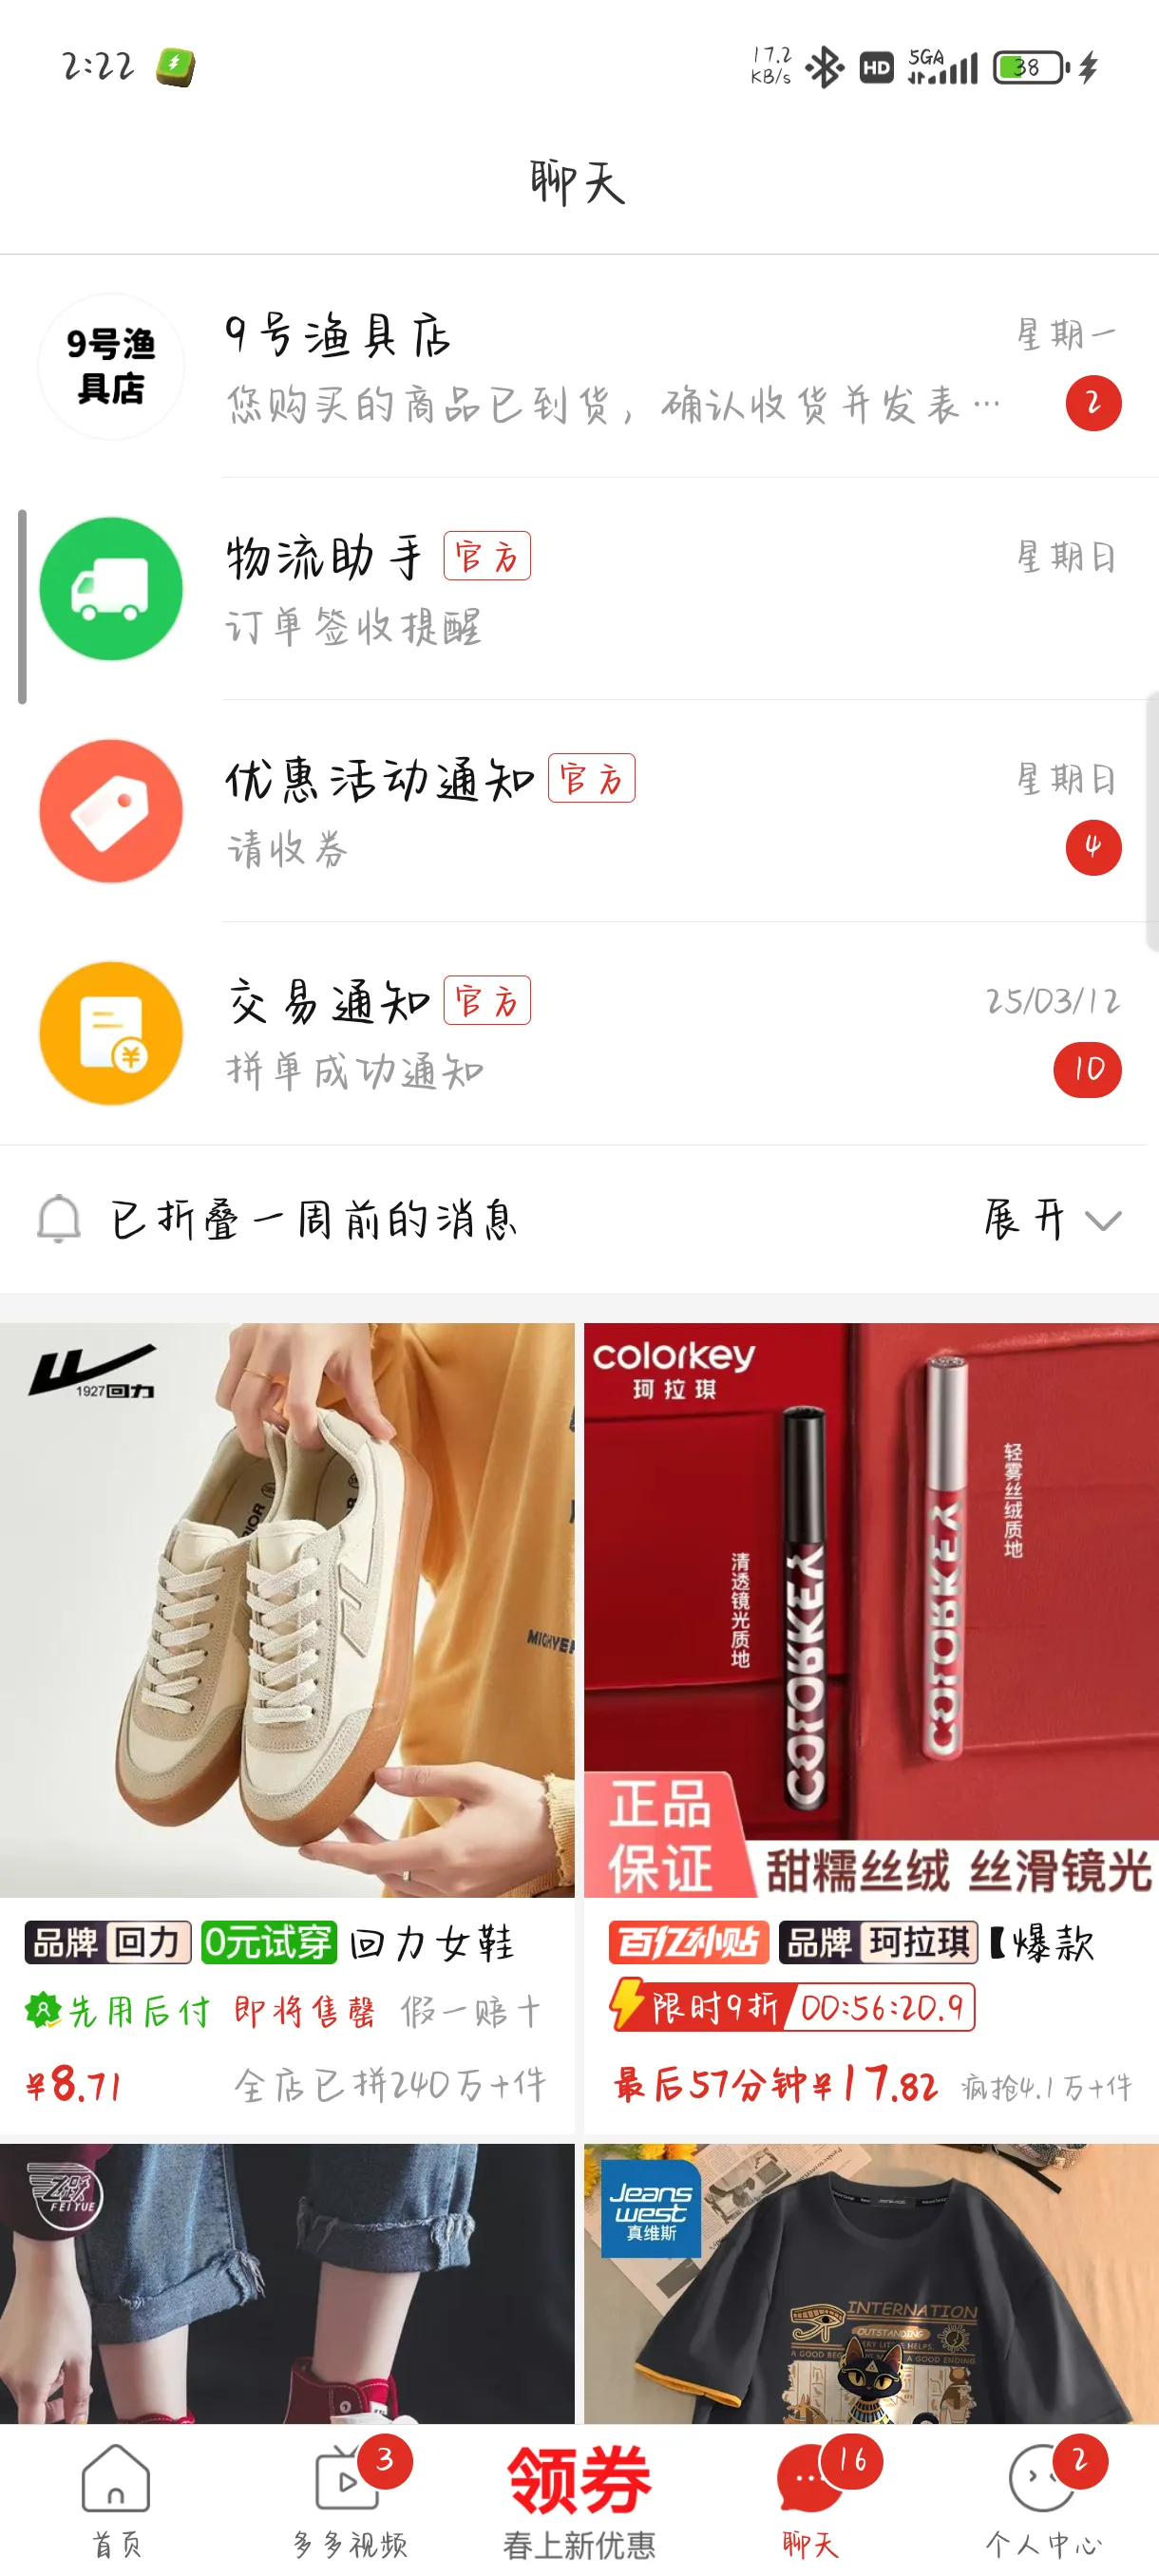 2:22
17.2
KB/s
HD
5GA
38
聊天
9号渔
具店
9号渔具店
星期一
您购买的商品已到货，确认收货并发表…
2
物流助手 官方
星期日
订单签收提醒
优惠活动通知 官方
星期日
请收券
4
交易通知 官方
25/03/12
拼单成功通知
10
已折叠一周前的消息
展开
1927回力
colorkey
珂拉琪
轻雾丝绒质地
清透镜光质地
COLORKEY
COLORKEY
正品
保证
甜糯丝绒 丝滑镜光
品牌 回力 0元试穿 回力女鞋
先用后付 即将售罄 假一赔十
¥8.71 全店已拼240万+件
百亿补贴 品牌 珂拉琪 【爆款
限时9折 00:56:20.9
最后57分钟¥17.82 疯抢4.1万+件
飞跃
FEIYUE
Jeans
west
真维斯
INTERNATION
OUTSTANDING
A GOOD ENDING
首页
3
多多视频
领券
春上新优惠
16
聊天
2
个人中心